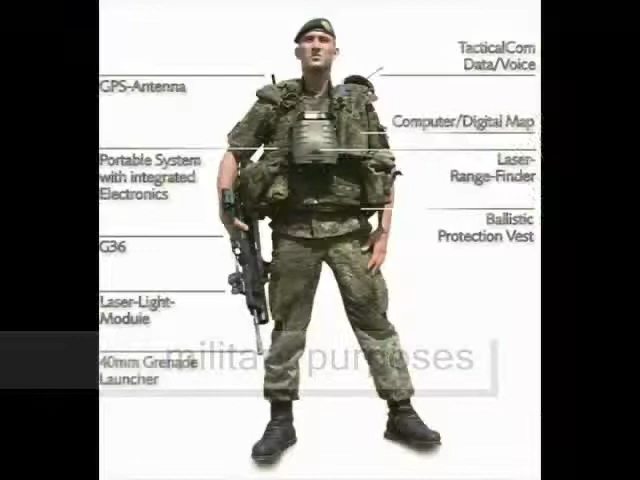 TacticalCom
Data/Voice
GPS-Antenna
Computer/Digital Map
Portable System
with integrated
Electronics
Laser-
Range-Finder
Ballistic
Protection Vest
G36
Laser-Light-
Module
40mm Grenade
Launcher
military purposes